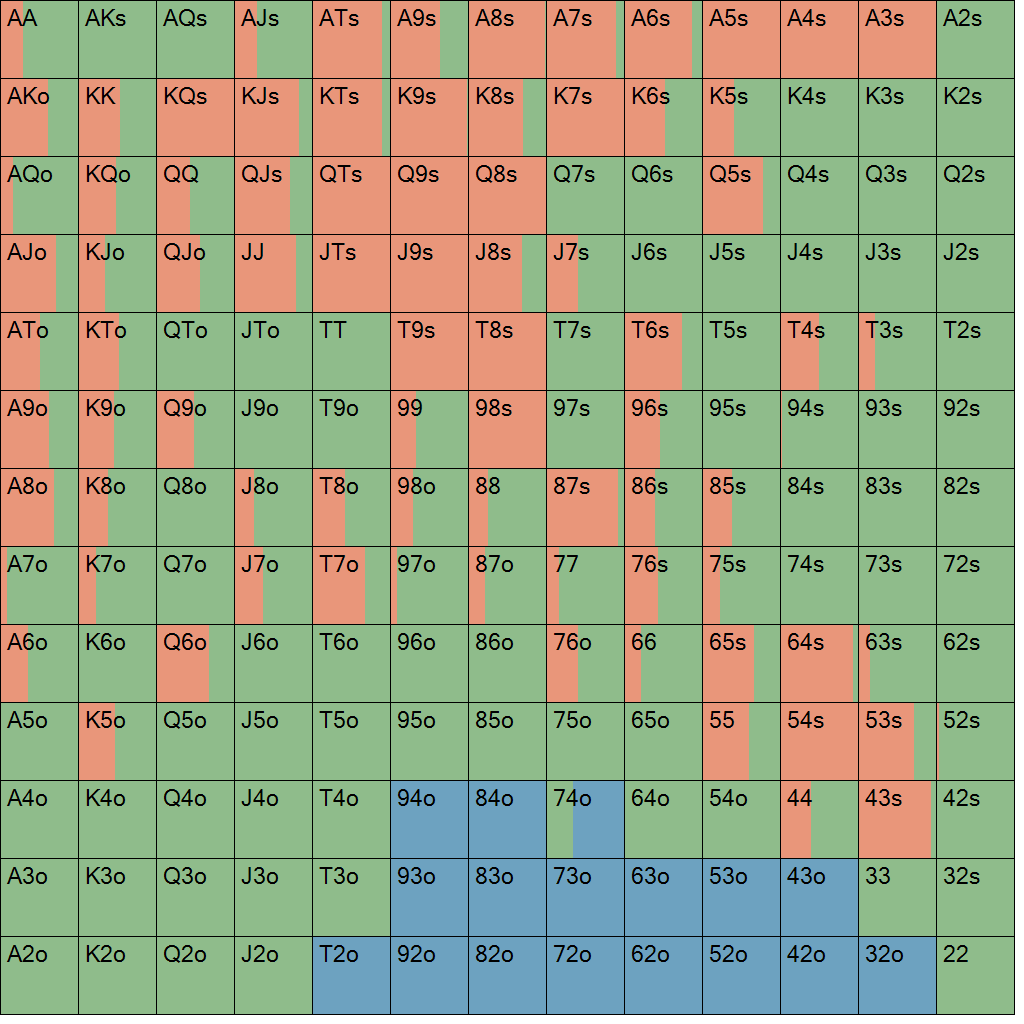 AA AKs AQs AJs ATs A9s A8s A7s A6s A5s A4s A3s A2s
AKo KK KQs KJs KTs K9s K8s K7s K6s K5s K4s K3s K2s
AQo KQo QQ QJs QTs Q9s Q8s Q7s Q6s Q5s Q4s Q3s Q2s
AJo KJo QJo JJ JTs J9s J8s J7s J6s J5s J4s J3s J2s
ATo KTo QTo JTo TT T9s T8s T7s T6s T5s T4s T3s T2s
A9o K9o Q9o J9o T9o 99 98s 97s 96s 95s 94s 93s 92s
A8o K8o Q8o J8o T8o 98o 88 87s 86s 85s 84s 83s 82s
A7o K7o Q7o J7o T7o 97o 87o 77 76s 75s 74s 73s 72s
A6o K6o Q6o J6o T6o 96o 86o 76o 66 65s 64s 63s 62s
A5o K5o Q5o J5o T5o 95o 85o 75o 65o 55 54s 53s 52s
A4o K4o Q4o J4o T4o 94o 84o 74o 64o 54o 44 43s 42s
A3o K3o Q3o J3o T3o 93o 83o 73o 63o 53o 43o 33 32s
A2o K2o Q2o J2o T2o 92o 82o 72o 62o 52o 42o 32o 22